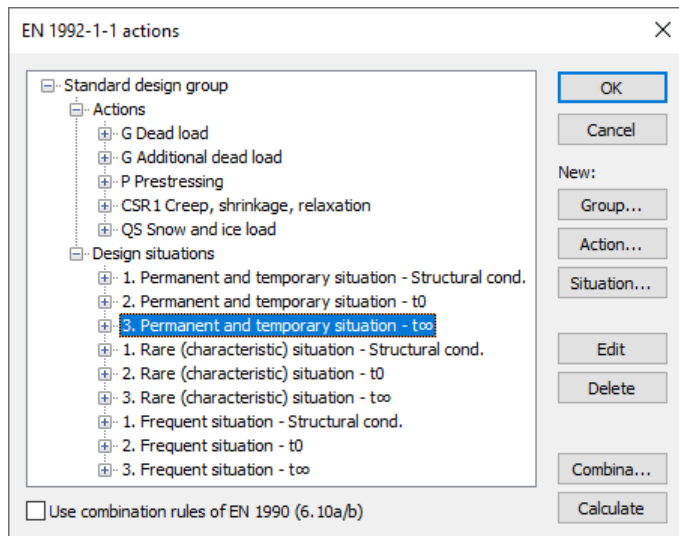 EN 1992-1-1 actions
Standard design group
Actions
G Dead load
G Additional dead load
P Prestressing
CSR1 Creep, shrinkage, relaxation
QS Snow and ice load
Design situations
1. Permanent and temporary situation - Structural cond.
2. Permanent and temporary situation - t0
3. Permanent and temporary situation - t∞
1. Rare (characteristic) situation - Structural cond.
2. Rare (characteristic) situation - t0
3. Rare (characteristic) situation - t∞
1. Frequent situation - Structural cond.
2. Frequent situation - t0
3. Frequent situation - t∞
Use combination rules of EN 1990 (6.10a/b)
OK
Cancel
New:
Group...
Action...
Situation...
Edit
Delete
Combina...
Calculate